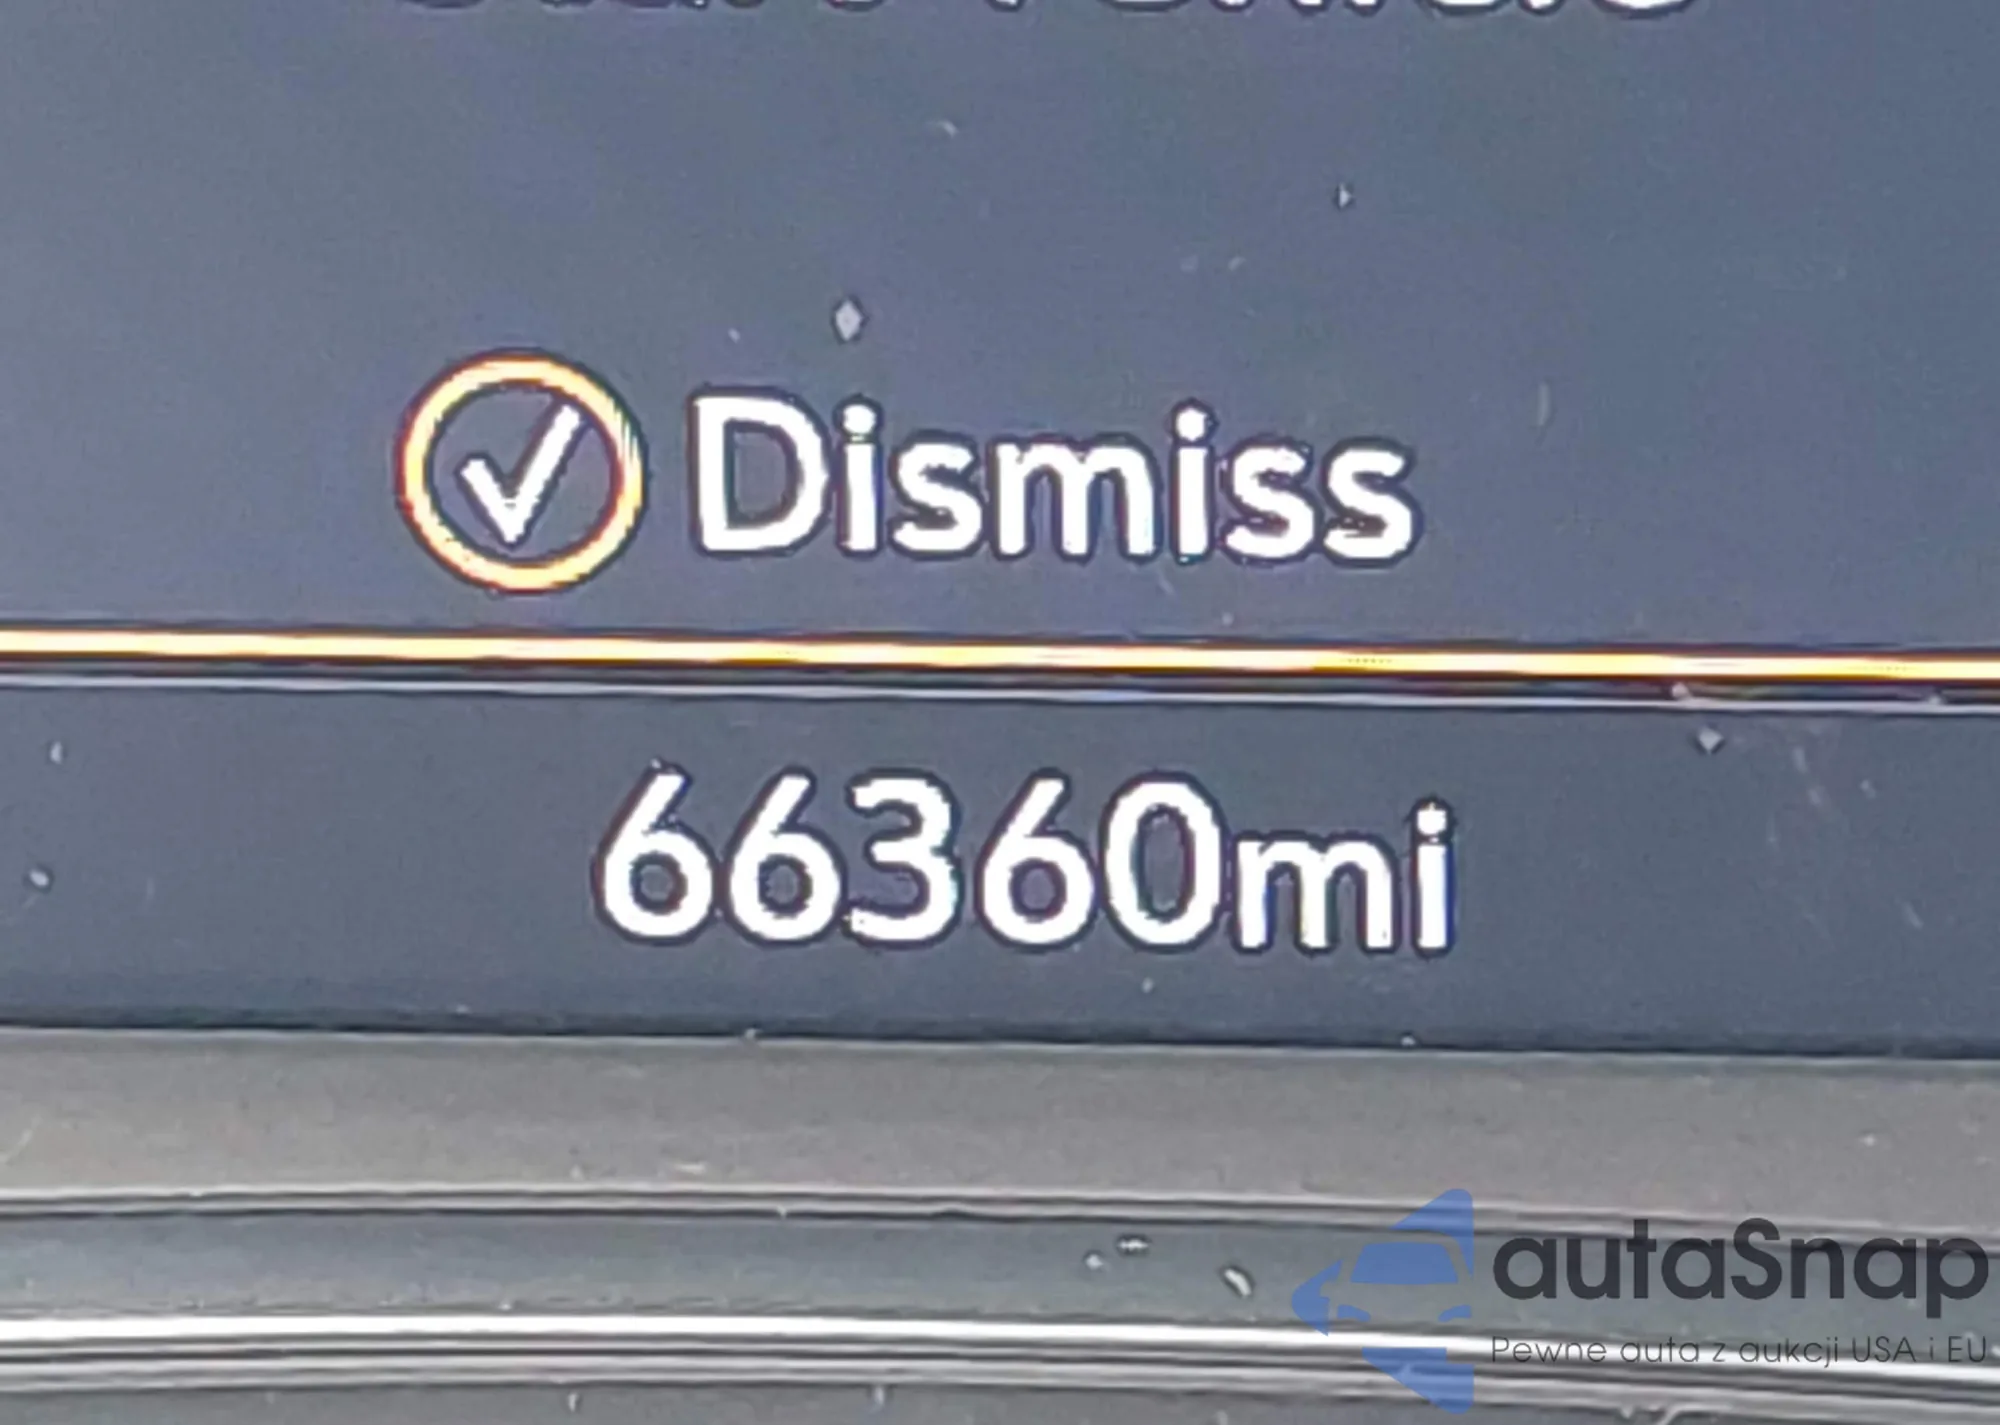 Dismiss
66360mi
autaSnap
Pewne auta z aukcji USA i EU